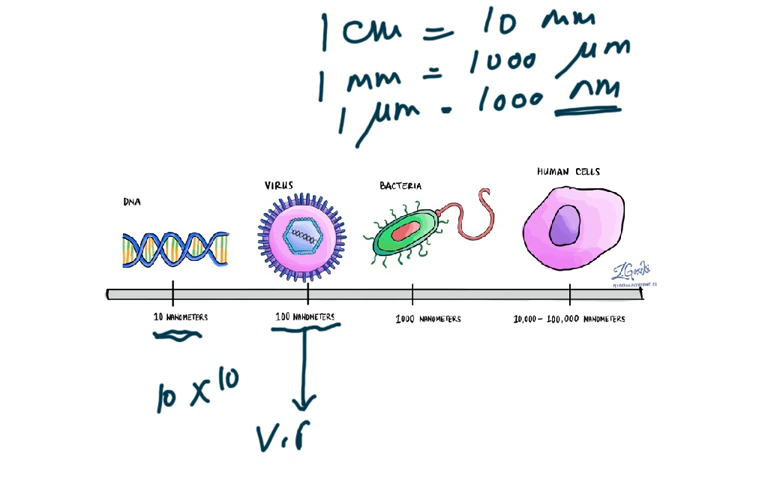 1 cm = 10 mm
1 mm = 1000 μm
1 μm = 1000 nm
HUMAN CELLS
VIRUS
BACTERIA
DNA
10 NANOMETERS
100 NANOMETERS
1000 NANOMETERS
10,000 - 100,000 NANOMETERS
10 x 10
Vir